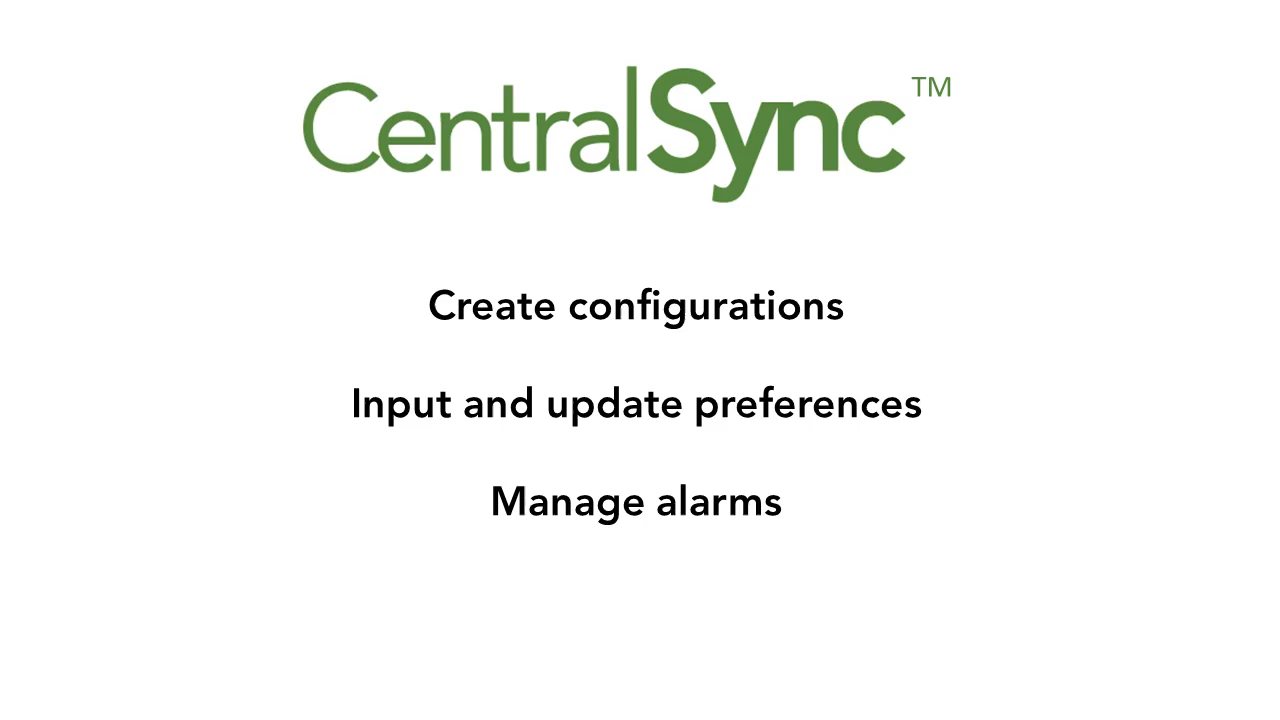 CentralSync™
Create configurations
Input and update preferences
Manage alarms